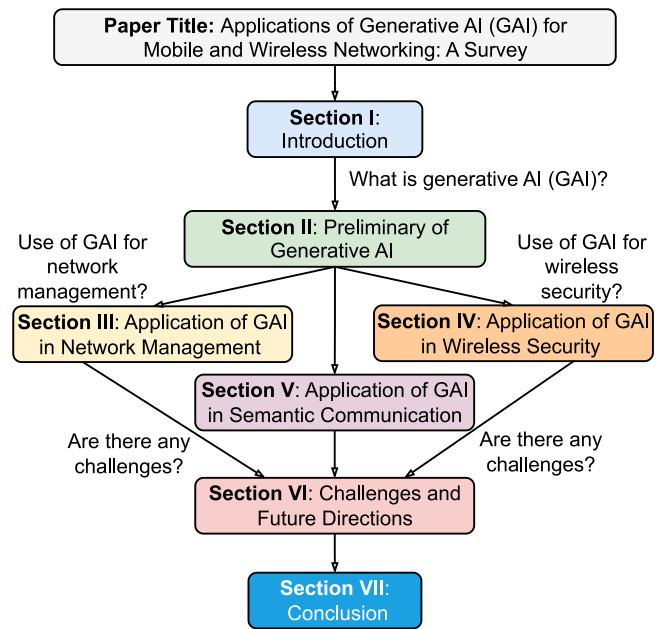 Paper Title: Applications of Generative AI (GAI) for
Mobile and Wireless Networking: A Survey
Section I:
Introduction
What is generative AI (GAI)?
Section II: Preliminary of
Generative AI
Use of GAI for
network
management?
Use of GAI for
wireless
security?
Section III: Application of GAI
in Network Management
Section IV: Application of GAI
in Wireless Security
Section V: Application of GAI
in Semantic Communication
Are there any
challenges?
Are there any
challenges?
Section VI: Challenges and
Future Directions
Section VII:
Conclusion